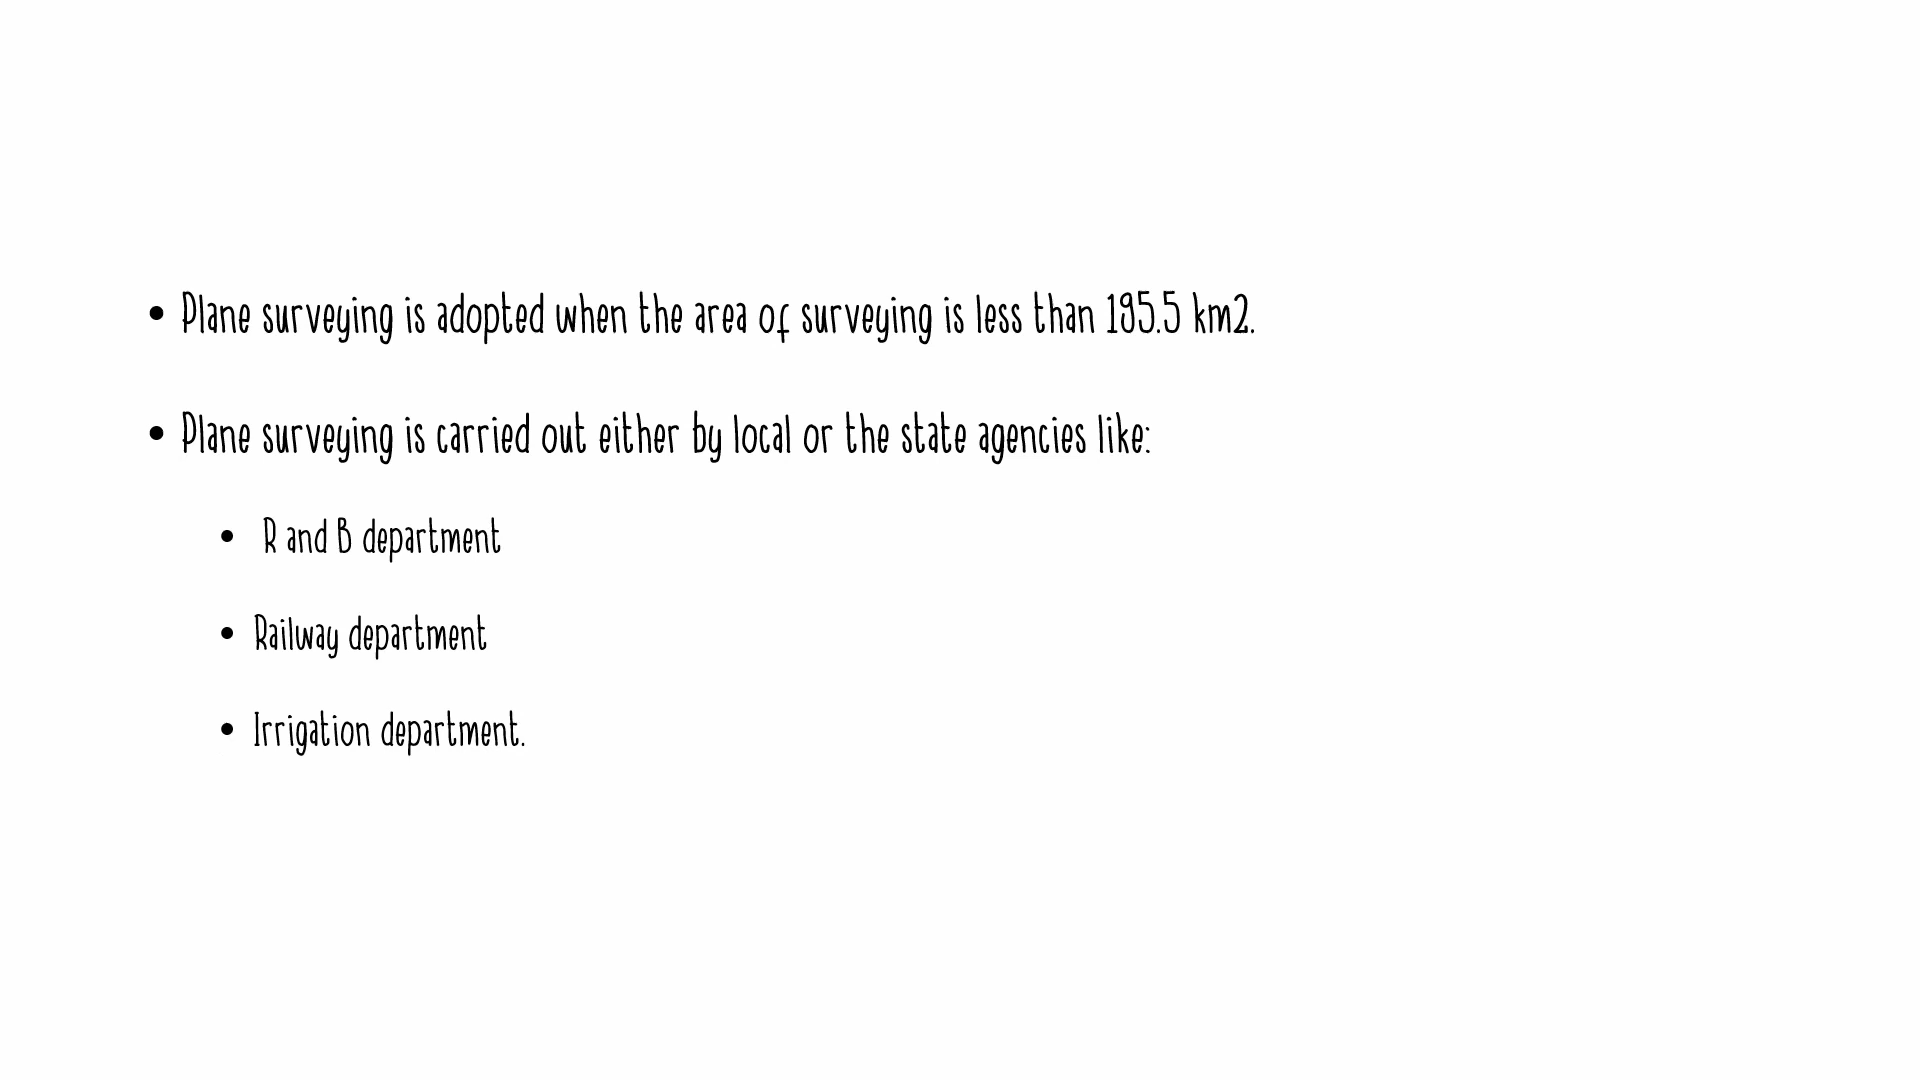 • Plane surveying is adopted when the area of surveying is less than 195.5 km2.
• Plane surveying is carried out either by local or the state agencies like:
• R and B department
• Railway department
• Irrigation department.